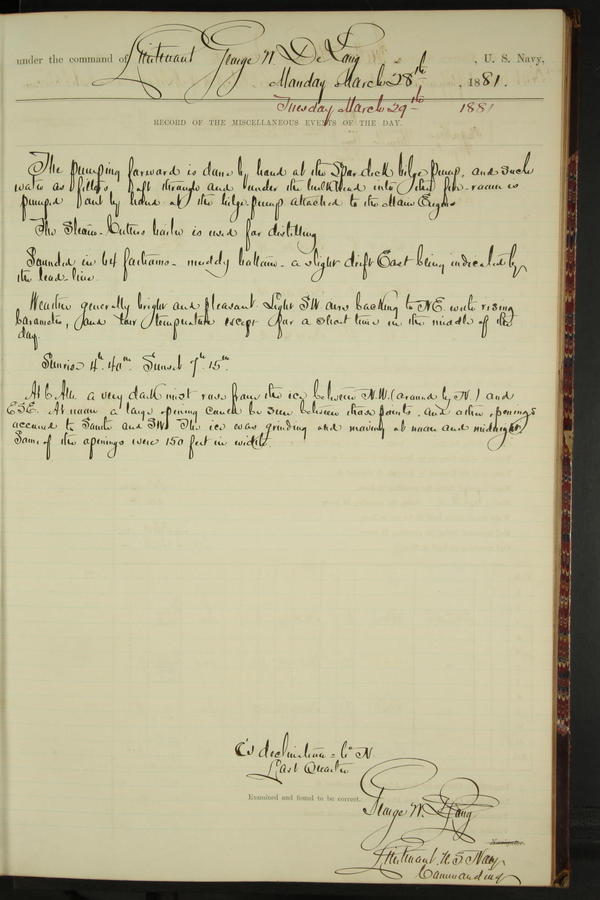 under the command of Lieutenant George W De Long, U. S. Navy,
Monday March 28th, 1881.
Tuesday March 29th 1881
RECORD OF THE MISCELLANEOUS EVENTS OF THE DAY.
The pumping forward is done by hand at the Spar deck bilge pump, and such
water as filters aft through and under the bulkhead into the fire-room is
pumped out by hand at the bilge pump attached to the Main Engine
The Steam-Cutters boiler is used for distilling
Sounded in 64 fathoms - muddy bottom - a slight drift East being indicated by
the lead-line.
Weather generally bright and pleasant. Light SW airs backing to NE. with rising
barometer, and low temperature except for a short time in the middle of the
day.
Sunrise 4h. 40m. Sunset 7h. 15m.
At 6 AM. a very dark mist rose from the ice between N.W. (around by N.) and
ESE. At noon a large opening could be seen between those points. and other openings
occured to South and SW The ice was grinding and moving at noon and midnight.
Some of the openings were 150 feet in width.
C's declination = N.
Last Quarter
Examined and found to be correct.
George W. De Long
Navigator.
Lieutenant U. S Navy
Commanding